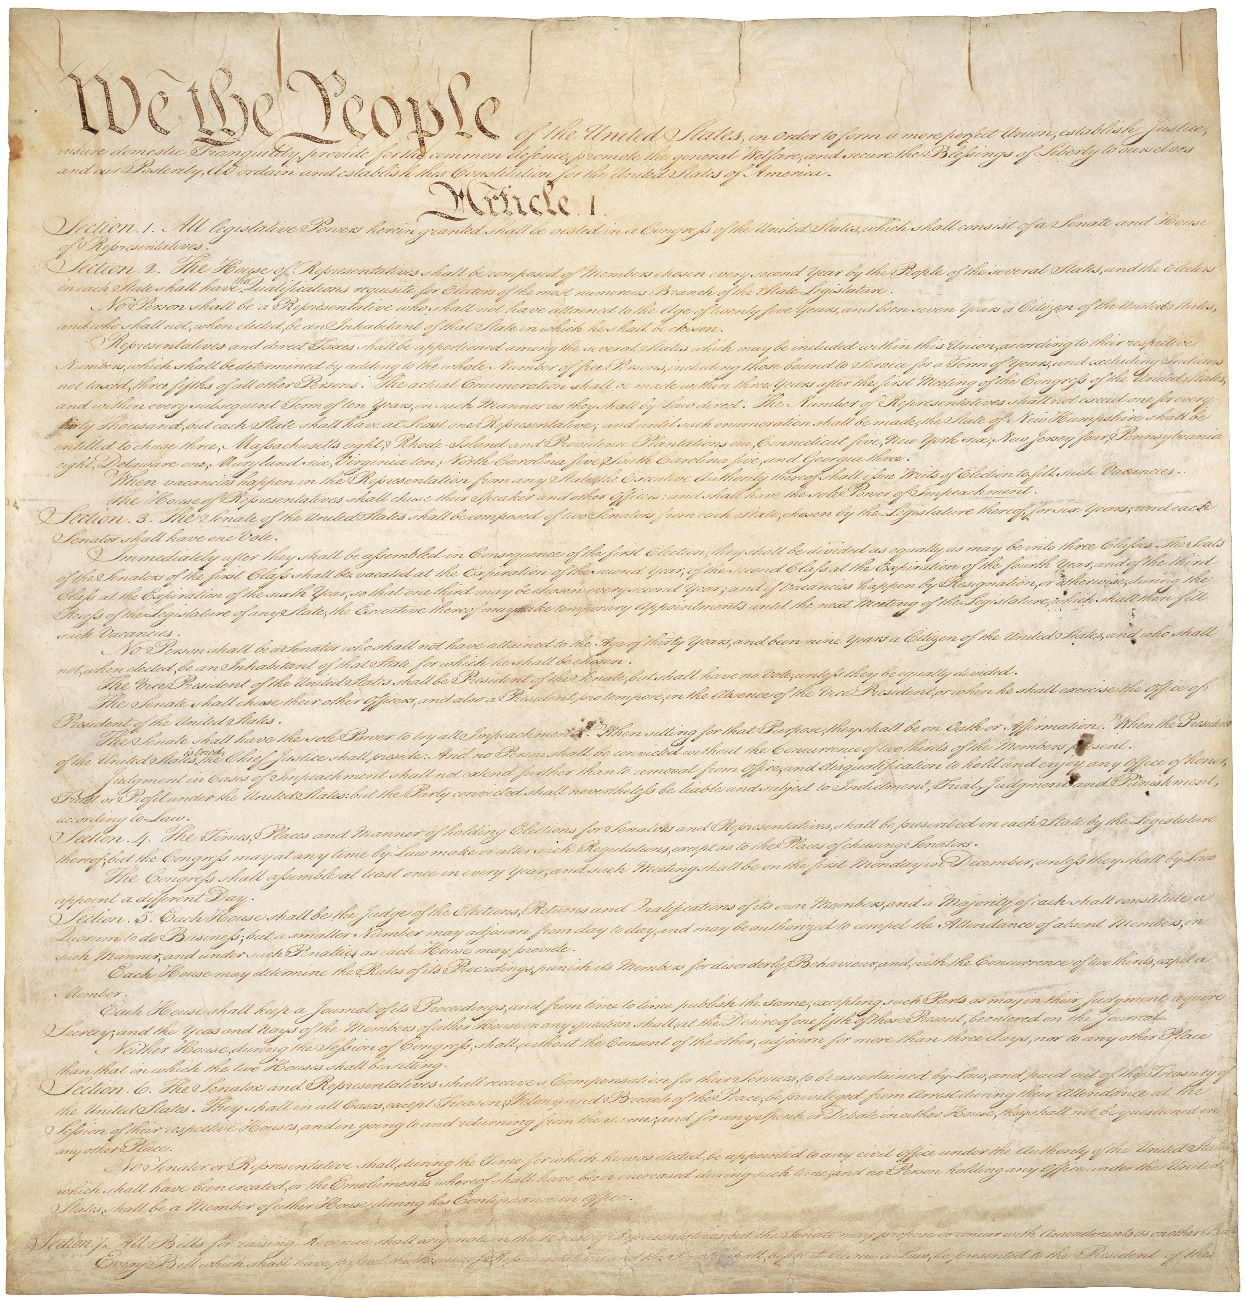 We the People of the United States, in Order to form a more perfect Union, establish Justice,
insure domestic Tranquility, provide for the common defence, promote the general Welfare, and secure the Blessings of Liberty to ourselves
and our Posterity, do ordain and establish this Constitution for the United States of America.
Article. I.
Section. 1. All legislative Powers herein granted shall be vested in a Congress of the United States, which shall consist of a Senate and House
of Representatives.
Section. 2. The House of Representatives shall be composed of Members chosen every second Year by the People of the several States, and the Electors
in each State shall have the Qualifications requisite for Electors of the most numerous Branch of the State Legislature.
No Person shall be a Representative who shall not have attained to the Age of twenty five Years, and been seven Years a Citizen of the United States,
and who shall not, when elected, be an Inhabitant of that State in which he shall be chosen.
Representatives and direct Taxes shall be apportioned among the several States which may be included within this Union, according to their respective
Numbers, which shall be determined by adding to the whole Number of free Persons, including those bound to Service for a Term of Years, and excluding Indians
not taxed, three fifths of all other Persons. The actual Enumeration shall be made within three Years after the first Meeting of the Congress of the United States,
and within every subsequent Term of ten Years, in such Manner as they shall by Law direct. The Number of Representatives shall not exceed one for every
thirty Thousand, but each State shall have at Least one Representative; and until such enumeration shall be made, the State of New Hampshire shall be
entitled to chuse three, Massachusetts eight, Rhode-Island and Providence Plantations one, Connecticut five, New-York six, New Jersey four, Pennsylvania
eight, Delaware one, Maryland six, Virginia ten, North Carolina five, South Carolina five, and Georgia three.
When vacancies happen in the Representation from any State, the Executive Authority thereof shall issue Writs of Election to fill such Vacancies.
The House of Representatives shall chuse their Speaker and other Officers; and shall have the sole Power of Impeachment.
Section. 3. The Senate of the United States shall be composed of two Senators from each State, chosen by the Legislature thereof, for six Years; and each
Senator shall have one Vote.
Immediately after they shall be assembled in Consequence of the first Election, they shall be divided as equally as may be into three Classes. The Seats
of the Senators of the first Class shall be vacated at the Expiration of the second Year, of the second Class at the Expiration of the fourth Year, and of the third
Class at the Expiration of the sixth Year, so that one third may be chosen every second Year; and if Vacancies happen by Resignation, or otherwise, during the
Recess of the Legislature of any State, the Executive thereof may make temporary Appointments until the next Meeting of the Legislature, which shall then fill
such Vacancies.
No Person shall be a Senator who shall not have attained to the Age of thirty Years, and been nine Years a Citizen of the United States, and who shall
not, when elected, be an Inhabitant of that State for which he shall be chosen.
The Vice President of the United States shall be President of the Senate, but shall have no Vote, unless they be equally divided.
The Senate shall chuse their other Officers, and also a President pro tempore, in the Absence of the Vice President, or when he shall exercise the Office of
President of the United States.
The Senate shall have the sole Power to try all Impeachments. When sitting for that Purpose, they shall be on Oath or Affirmation. When the President
of the United States is tried, the Chief Justice shall preside: And no Person shall be convicted without the Concurrence of two thirds of the Members present.
Judgment in Cases of Impeachment shall not extend further than to removal from Office, and disqualification to hold and enjoy any Office of honor,
Trust or Profit under the United States: but the Party convicted shall nevertheless be liable and subject to Indictment, Trial, Judgment and Punishment,
according to Law.
Section. 4. The Times, Places and Manner of holding Elections for Senators and Representatives, shall be prescribed in each State by the Legislature
thereof; but the Congress may at any time by Law make or alter such Regulations, except as to the Places of chusing Senators.
The Congress shall assemble at least once in every Year, and such Meeting shall be on the first Monday in December, unless they shall by Law
appoint a different Day.
Section. 5. Each House shall be the Judge of the Elections, Returns and Qualifications of its own Members, and a Majority of each shall constitute a
Quorum to do Business; but a smaller Number may adjourn from day to day, and may be authorized to compel the Attendance of absent Members, in
such Manner, and under such Penalties as each House may provide.
Each House may determine the Rules of its Proceedings, punish its Members for disorderly Behaviour, and, with the Concurrence of two thirds, expel a
Member.
Each House shall keep a Journal of its Proceedings, and from time to time publish the same, excepting such Parts as may in their Judgment require
Secrecy; and the Yeas and Nays of the Members of either House on any question shall, at the Desire of one fifth of those Present, be entered on the Journal.
Neither House, during the Session of Congress, shall, without the Consent of the other, adjourn for more than three days, nor to any other Place
than that in which the two Houses shall be sitting.
Section. 6. The Senators and Representatives shall receive a Compensation for their Services, to be ascertained by Law, and paid out of the Treasury of
the United States. They shall in all Cases, except Treason, Felony and Breach of the Peace, be privileged from Arrest during their Attendance at the
Session of their respective Houses, and in going to and returning from the same; and for any Speech or Debate in either House, they shall not be questioned in
any other Place.
No Senator or Representative shall, during the Time for which he was elected, be appointed to any civil Office under the Authority of the United States,
which shall have been created, or the Emoluments whereof shall have been encreased during such time; and no Person holding any Office under the United
States, shall be a Member of either House during his Continuance in Office.
Section. 7. All Bills for raising Revenue shall originate in the House of Representatives; but the Senate may propose or concur with Amendments as on other Bills.
Every Bill which shall have passed the House of Representatives and the Senate, shall, before it become a Law, be presented to the President of the